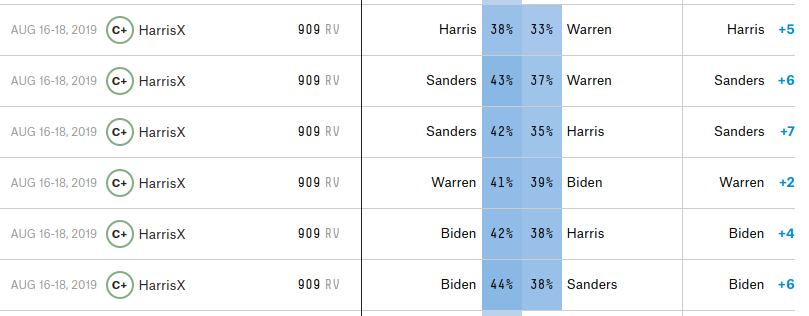 AUG 16-18, 2019 C+ HarrisX 909 RV Harris 38% 33% Warren Harris +5
AUG 16-18, 2019 C+ HarrisX 909 RV Sanders 43% 37% Warren Sanders +6
AUG 16-18, 2019 C+ HarrisX 909 RV Sanders 42% 35% Harris Sanders +7
AUG 16-18, 2019 C+ HarrisX 909 RV Warren 41% 39% Biden Warren +2
AUG 16-18, 2019 C+ HarrisX 909 RV Biden 42% 38% Harris Biden +4
AUG 16-18, 2019 C+ HarrisX 909 RV Biden 44% 38% Sanders Biden +6